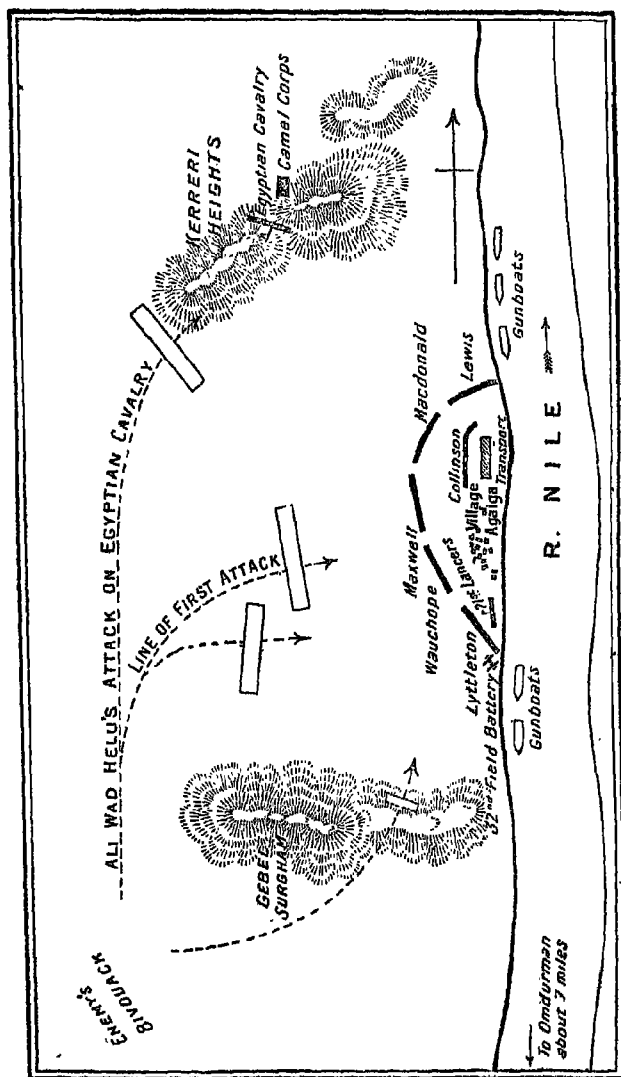 ALI WAD HELU'S ATTACK ON EGYPTIAN CAVALRY
KERRERI
HEIGHTS
Egyptian Cavalry
Camal Corps
LINE OF FIRST ATTACK
ENEMY'S
BIVOUACK
GEBEL
SURGHAM
Macdonald
Lewis
Maxwell
Wauchope
Collinson
21st Lancers
Village
Agaiga
Transport
Lyttleton
32nd Field Battery
Gunboats
Gunboats
R. NILE
To Omdurman
about 7 miles